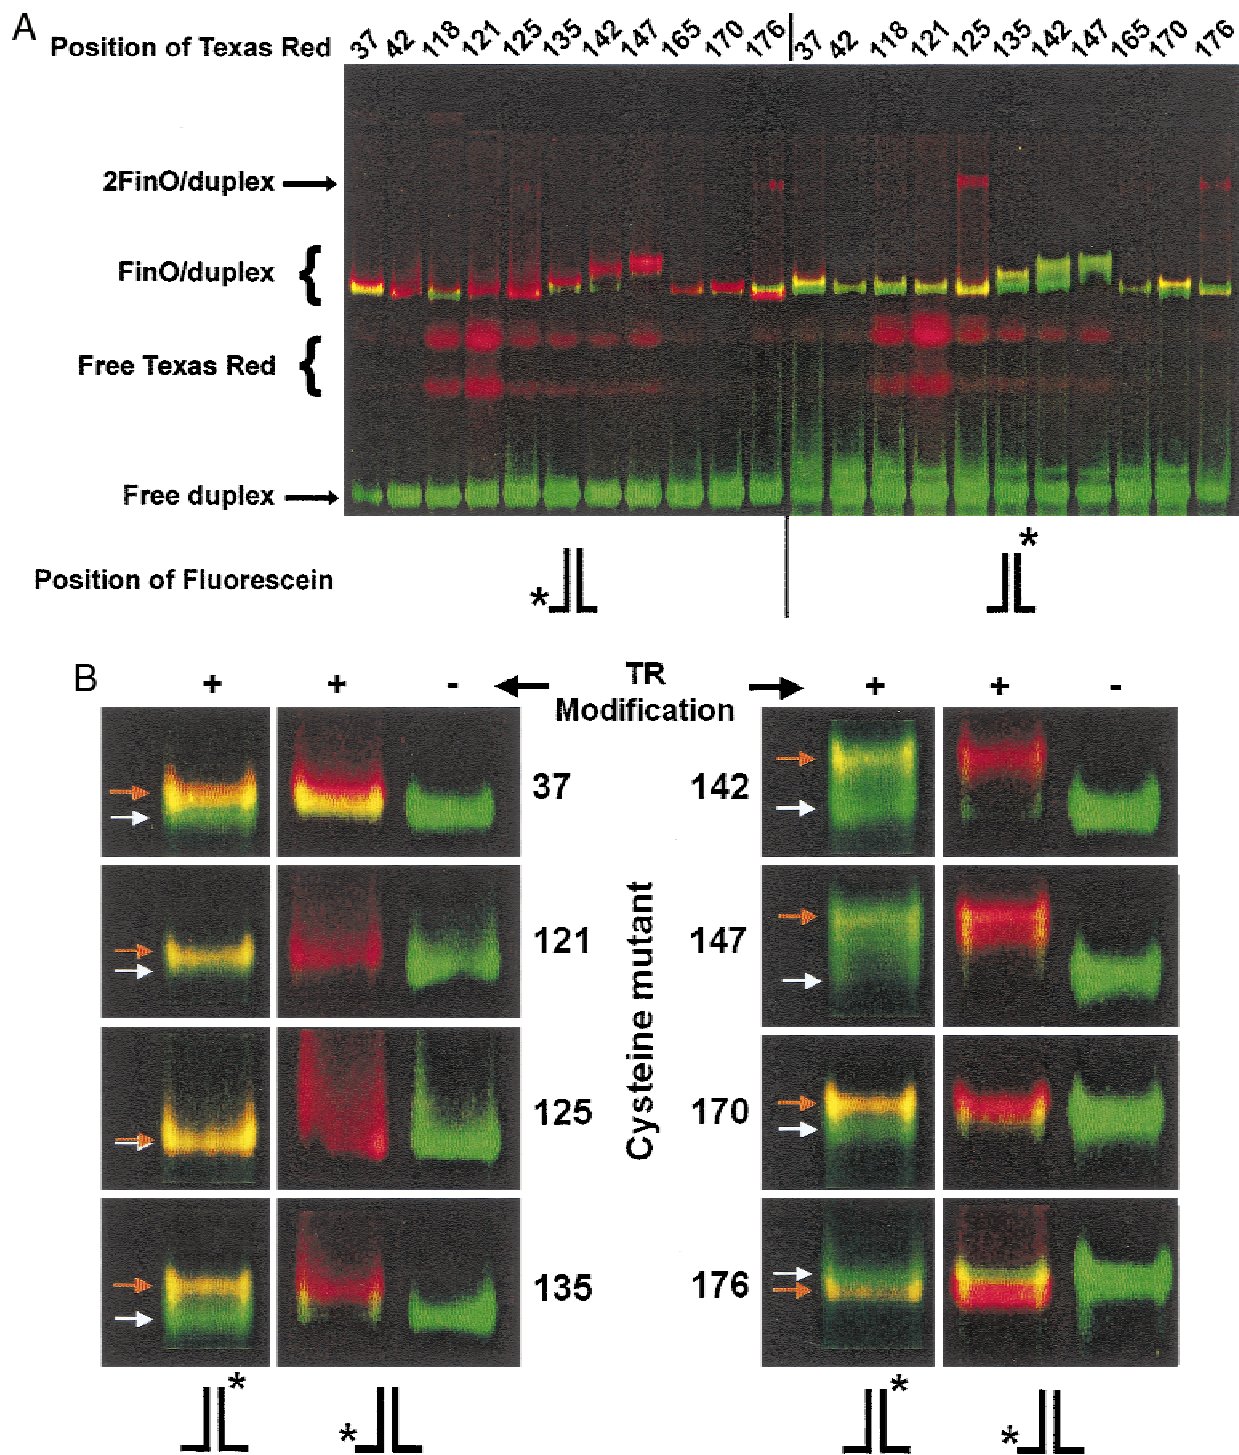 A
Position of Texas Red 37 42 118 121 125 135 142 147 165 170 176 37 42 118 121 125 135 142 147 165 170 176
2FinO/duplex
FinO/duplex {
Free Texas Red {
Free duplex
Position of Fluorescein * *
B + + - TR Modification + + -
37 142
121 147
125 170
135 176
Cysteine mutant
* * * *